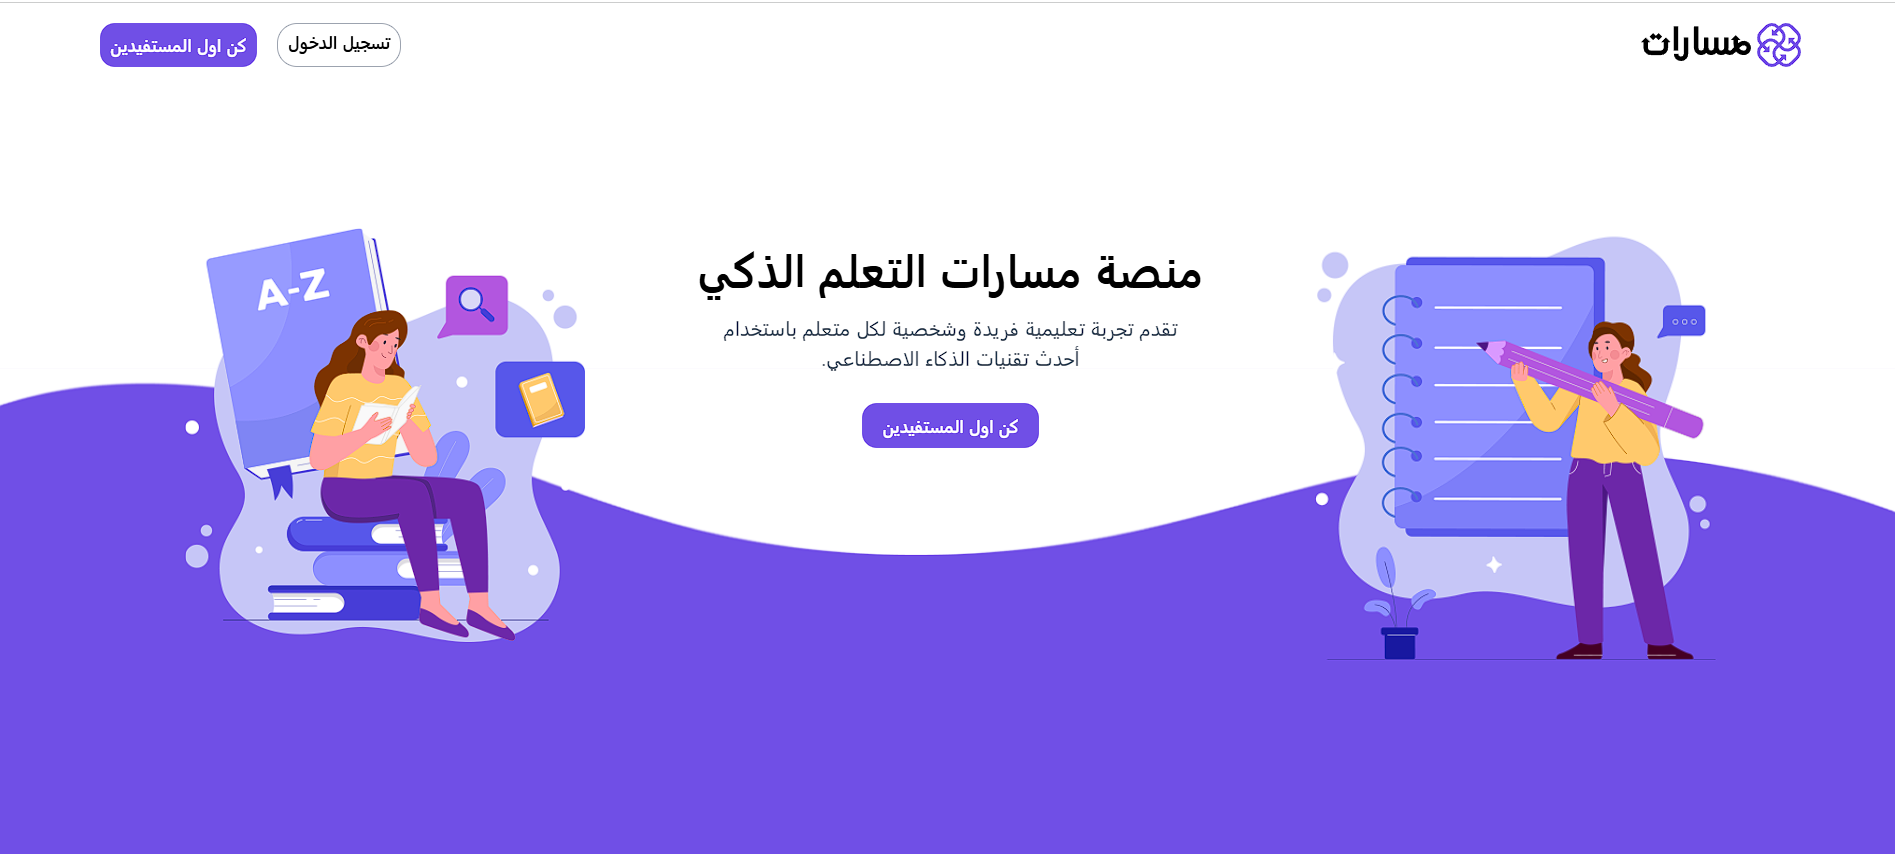 مسارات
تسجيل الدخول
كن اول المستفيدين
منصة مسارات التعلم الذكي
تقدم تجربة تعليمية فريدة وشخصية لكل متعلم باستخدام
أحدث تقنيات الذكاء الاصطناعي.
كن اول المستفيدين
A-Z